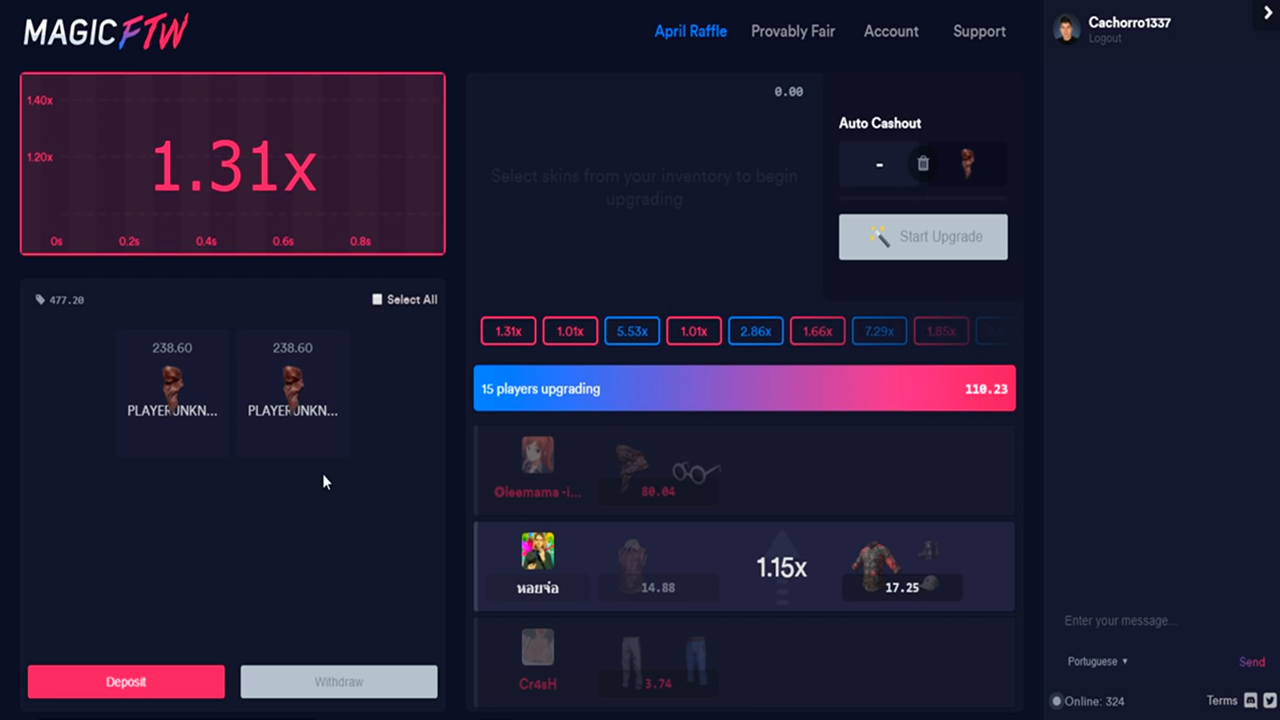 MAGICFTW
April Raffle
Provably Fair
Account
Support
Cachorro1337
Logout
1.40x
1.20x
1.31x
0s
0.2s
0.4s
0.6s
0.8s
0.00
Select skins from your inventory to begin
upgrading
Auto Cashout
-
Start Upgrade
477.20
Select All
238.60
PLAYERUNKN...
238.60
PLAYERUNKN...
Deposit
Withdraw
1.31x
1.01x
5.53x
1.01x
2.86x
1.66x
7.29x
1.85x
15 players upgrading
110.23
Oleemama -i...
80.04
หอยจ๋อ
14.88
1.15x
17.25
Cr4sH
3.74
Enter your message...
Portuguese
Send
Online: 324
Terms